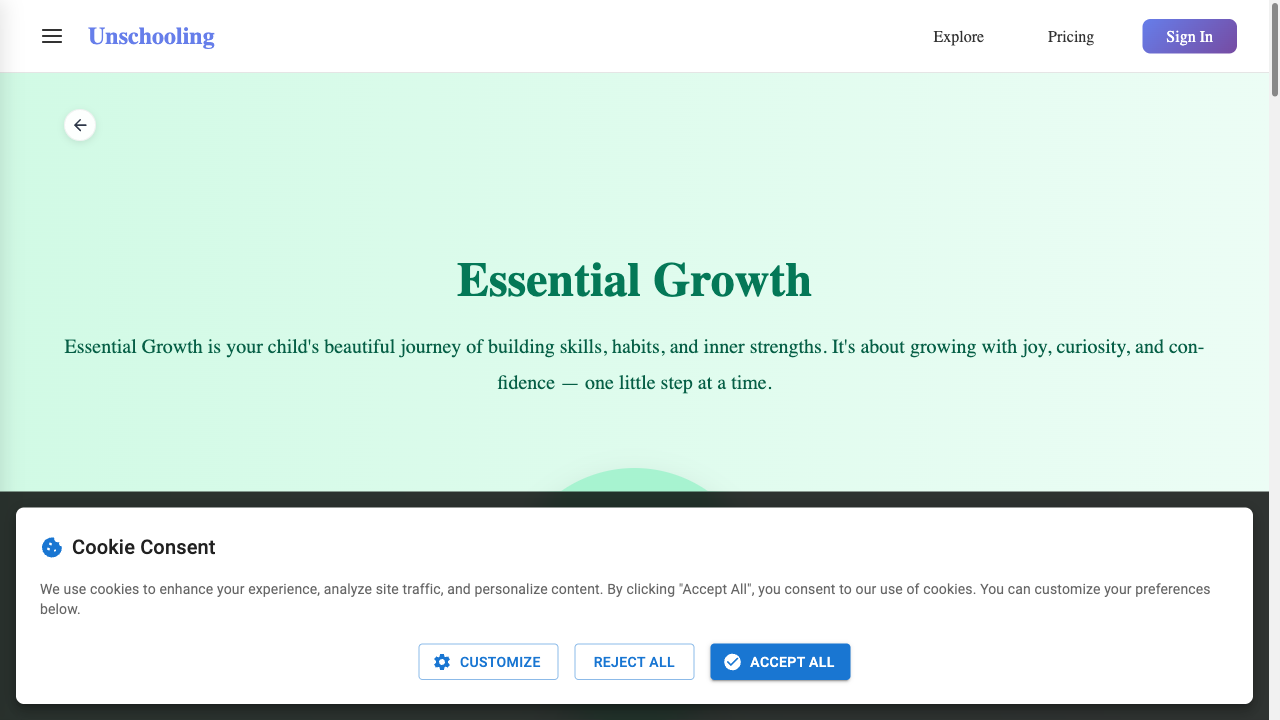 Unschooling
Explore
Pricing
Sign In
Essential Growth
Essential Growth is your child's beautiful journey of building skills, habits, and inner strengths. It's about growing with joy, curiosity, and con-
fidence — one little step at a time.
Cookie Consent
We use cookies to enhance your experience, analyze site traffic, and personalize content. By clicking "Accept All", you consent to our use of cookies. You can customize your preferences
below.
CUSTOMIZE
REJECT ALL
ACCEPT ALL